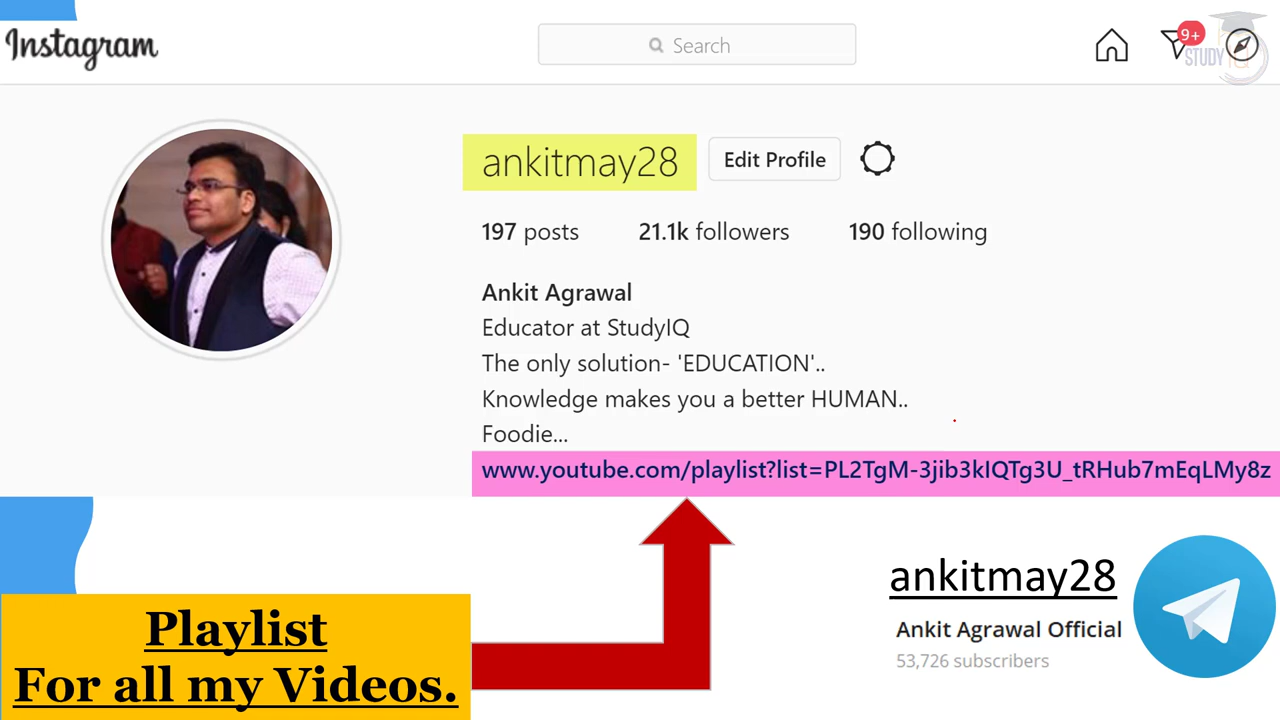 Instagram
Search
9+
STUDY IQ
ankitmay28
Edit Profile
197 posts 21.1k followers 190 following
Ankit Agrawal
Educator at StudyIQ
The only solution- 'EDUCATION'..
Knowledge makes you a better HUMAN..
Foodie...
www.youtube.com/playlist?list=PL2TgM-3jib3kIQTg3U_tRHub7mEqLMy8z
ankitmay28
Ankit Agrawal Official
53,726 subscribers
Playlist
For all my Videos.